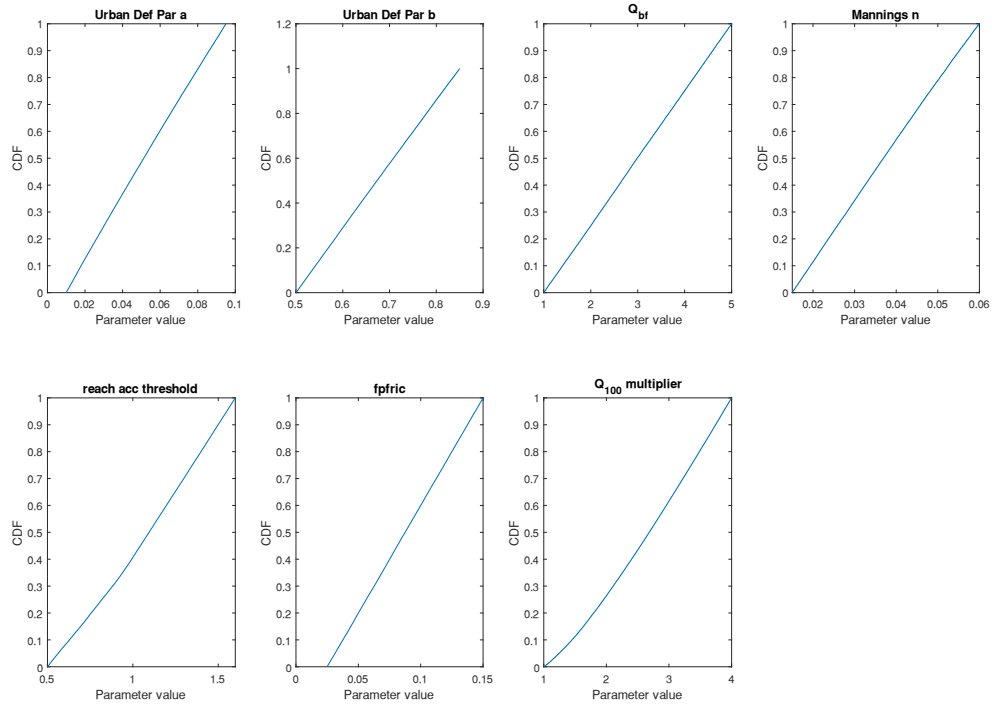 Urban Def Par a
Urban Def Par b
Q_bf
Mannings n
1
0.9
0.8
0.7
0.6
0.5
0.4
0.3
0.2
0.1
0
CDF
0 0.02 0.04 0.06 0.08 0.1
Parameter value
1.2
1
0.8
0.6
0.4
0.2
0
CDF
0.5 0.6 0.7 0.8 0.9
Parameter value
1
0.9
0.8
0.7
0.6
0.5
0.4
0.3
0.2
0.1
0
CDF
1 2 3 4 5
Parameter value
1
0.9
0.8
0.7
0.6
0.5
0.4
0.3
0.2
0.1
0
CDF
0.02 0.03 0.04 0.05 0.06
Parameter value
reach acc threshold
fpfric
Q_100 multiplier
1
0.9
0.8
0.7
0.6
0.5
0.4
0.3
0.2
0.1
0
CDF
0.5 1 1.5
Parameter value
1
0.9
0.8
0.7
0.6
0.5
0.4
0.3
0.2
0.1
0
CDF
0 0.05 0.1 0.15
Parameter value
1
0.9
0.8
0.7
0.6
0.5
0.4
0.3
0.2
0.1
0
CDF
1 2 3 4
Parameter value